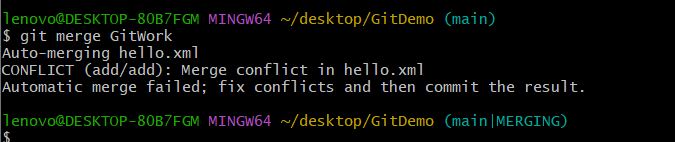 lenovo@DESKTOP-8OB7FGM MINGW64 ~/desktop/GitDemo (main)
$ git merge GitWork
Auto-merging hello.xml
CONFLICT (add/add): Merge conflict in hello.xml
Automatic merge failed; fix conflicts and then commit the result.
lenovo@DESKTOP-8OB7FGM MINGW64 ~/desktop/GitDemo (main|MERGING)
$